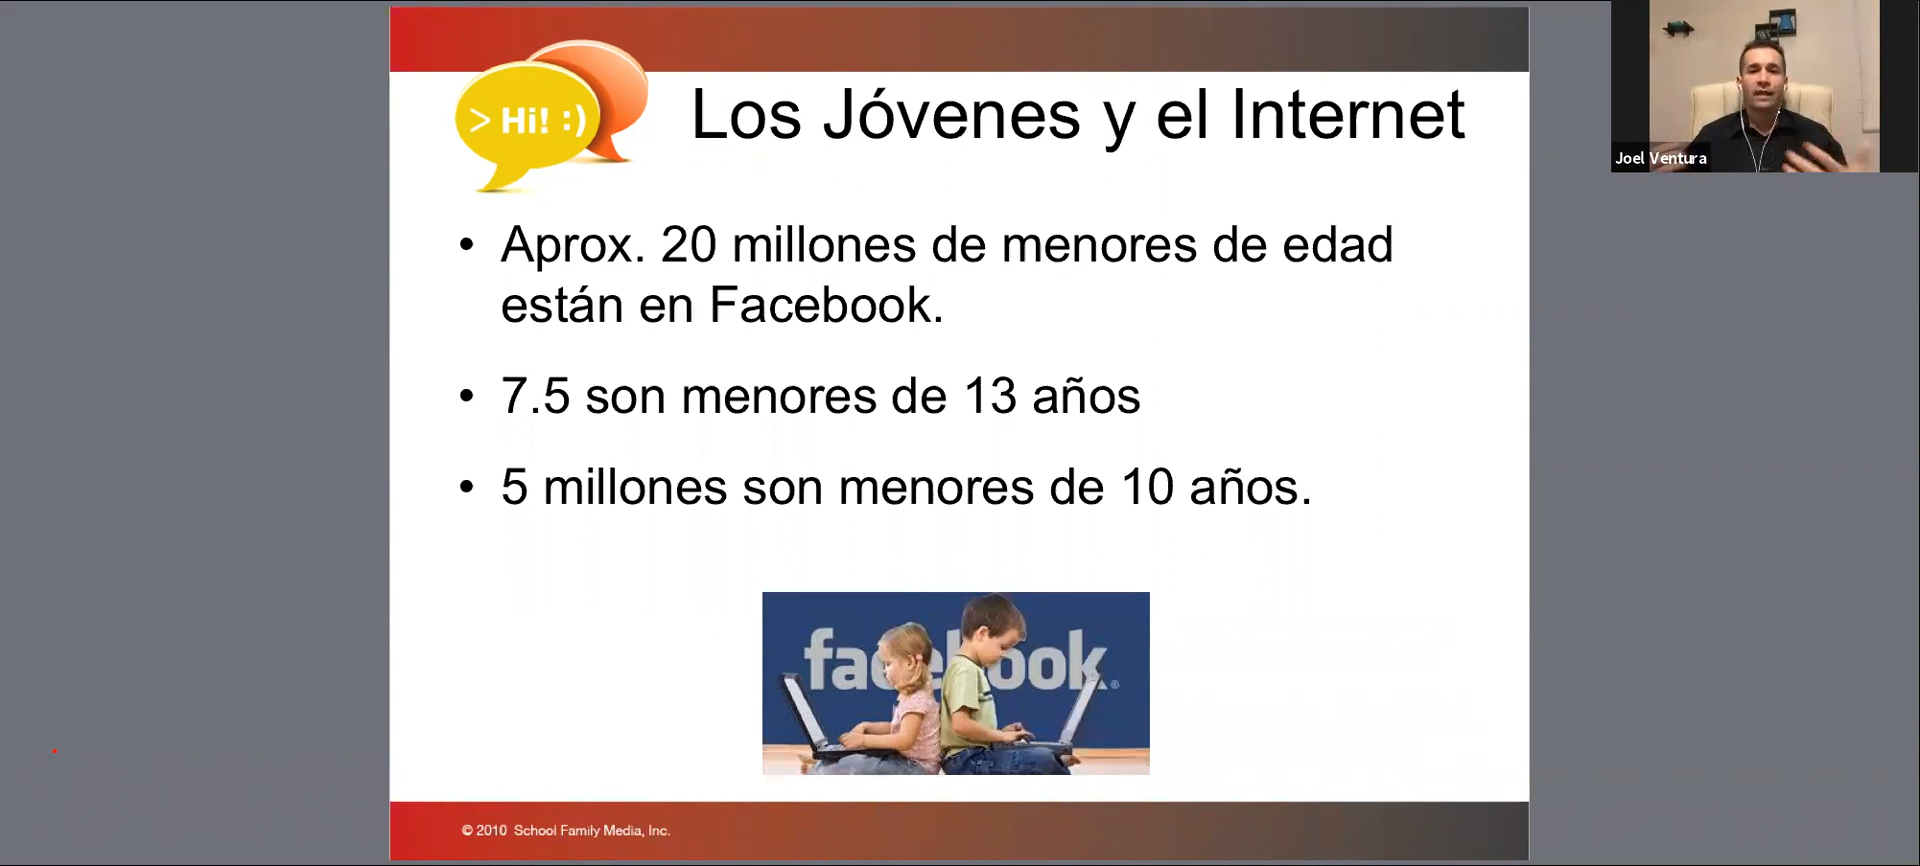 > Hi! :)
Los Jóvenes y el Internet
Joel Ventura
• Aprox. 20 millones de menores de edad
están en Facebook.
• 7.5 son menores de 13 años
• 5 millones son menores de 10 años.
facebook®
© 2010 School Family Media, Inc.